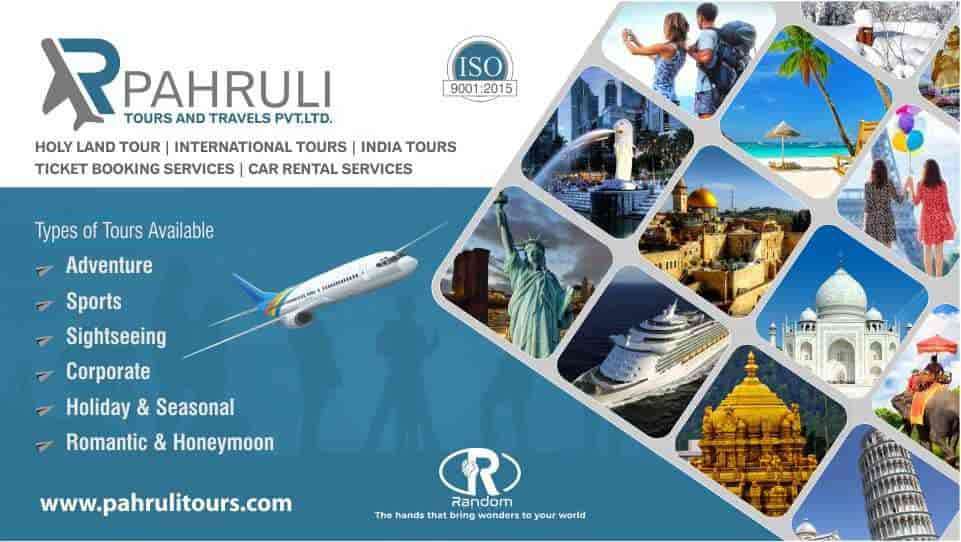 R PAHRULI
TOURS AND TRAVELS PVT.LTD.
ISO
9001:2015
HOLY LAND TOUR | INTERNATIONAL TOURS | INDIA TOURS
TICKET BOOKING SERVICES | CAR RENTAL SERVICES
Types of Tours Available
Adventure
Sports
Sightseeing
Corporate
Holiday & Seasonal
Romantic & Honeymoon
www.pahrulitours.com
R
Random
The hands that bring wonders to your world